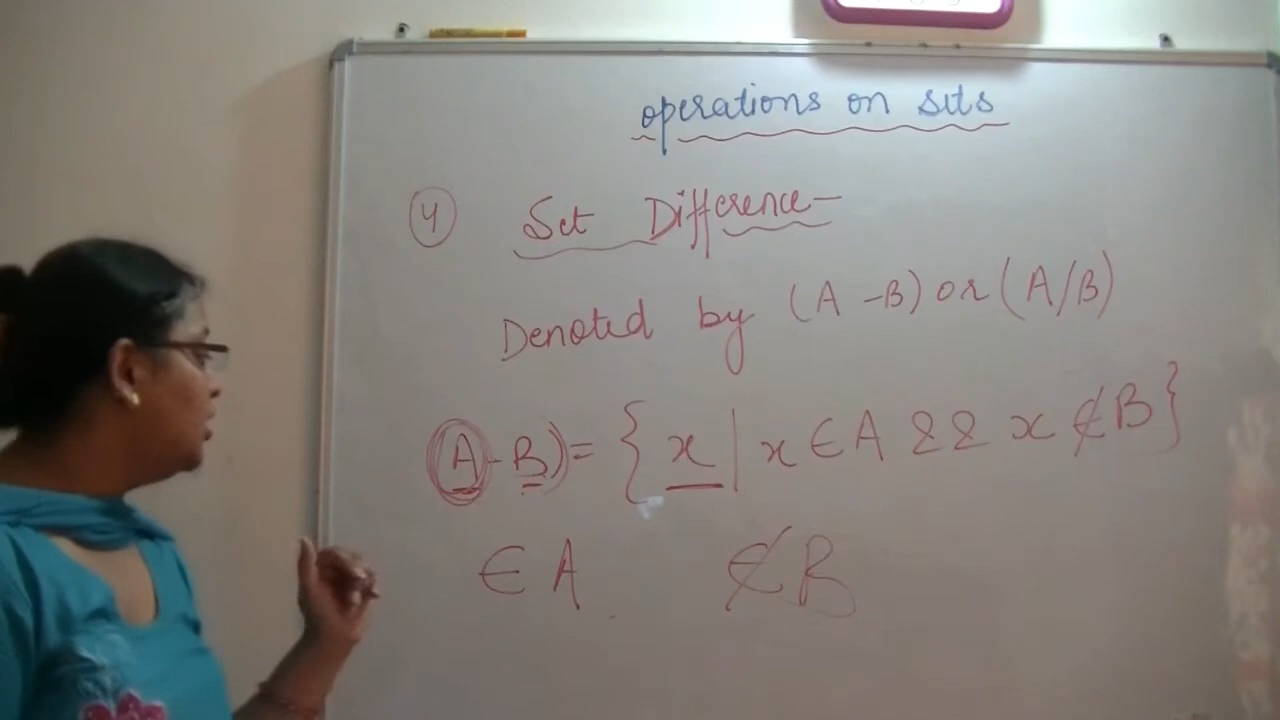 operations on sets
4 Set Difference-
Denoted by (A -B) or (A/B)
(A-B) = { x | x ∈ A && x ∉ B }
∈ A ∉ B